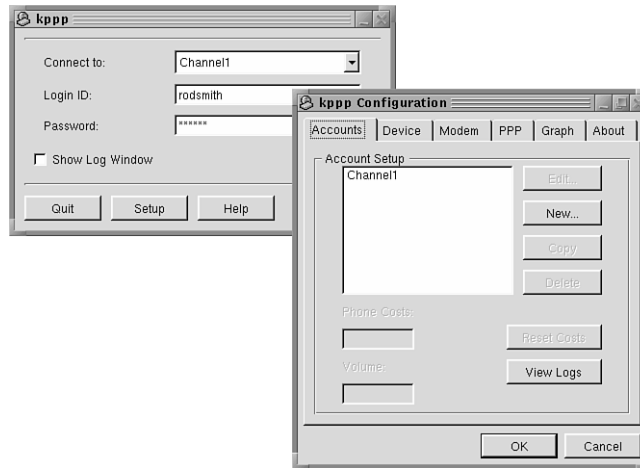 kppp
Connect to:
Channel1
Login ID:
rodsmith
Password:
******
Show Log Window
Quit
Setup
Help
kppp Configuration
Accounts
Device
Modem
PPP
Graph
About
Account Setup
Channel1
Edit...
New...
Copy
Delete
Phone Costs:
Reset Costs
Volume:
View Logs
OK
Cancel